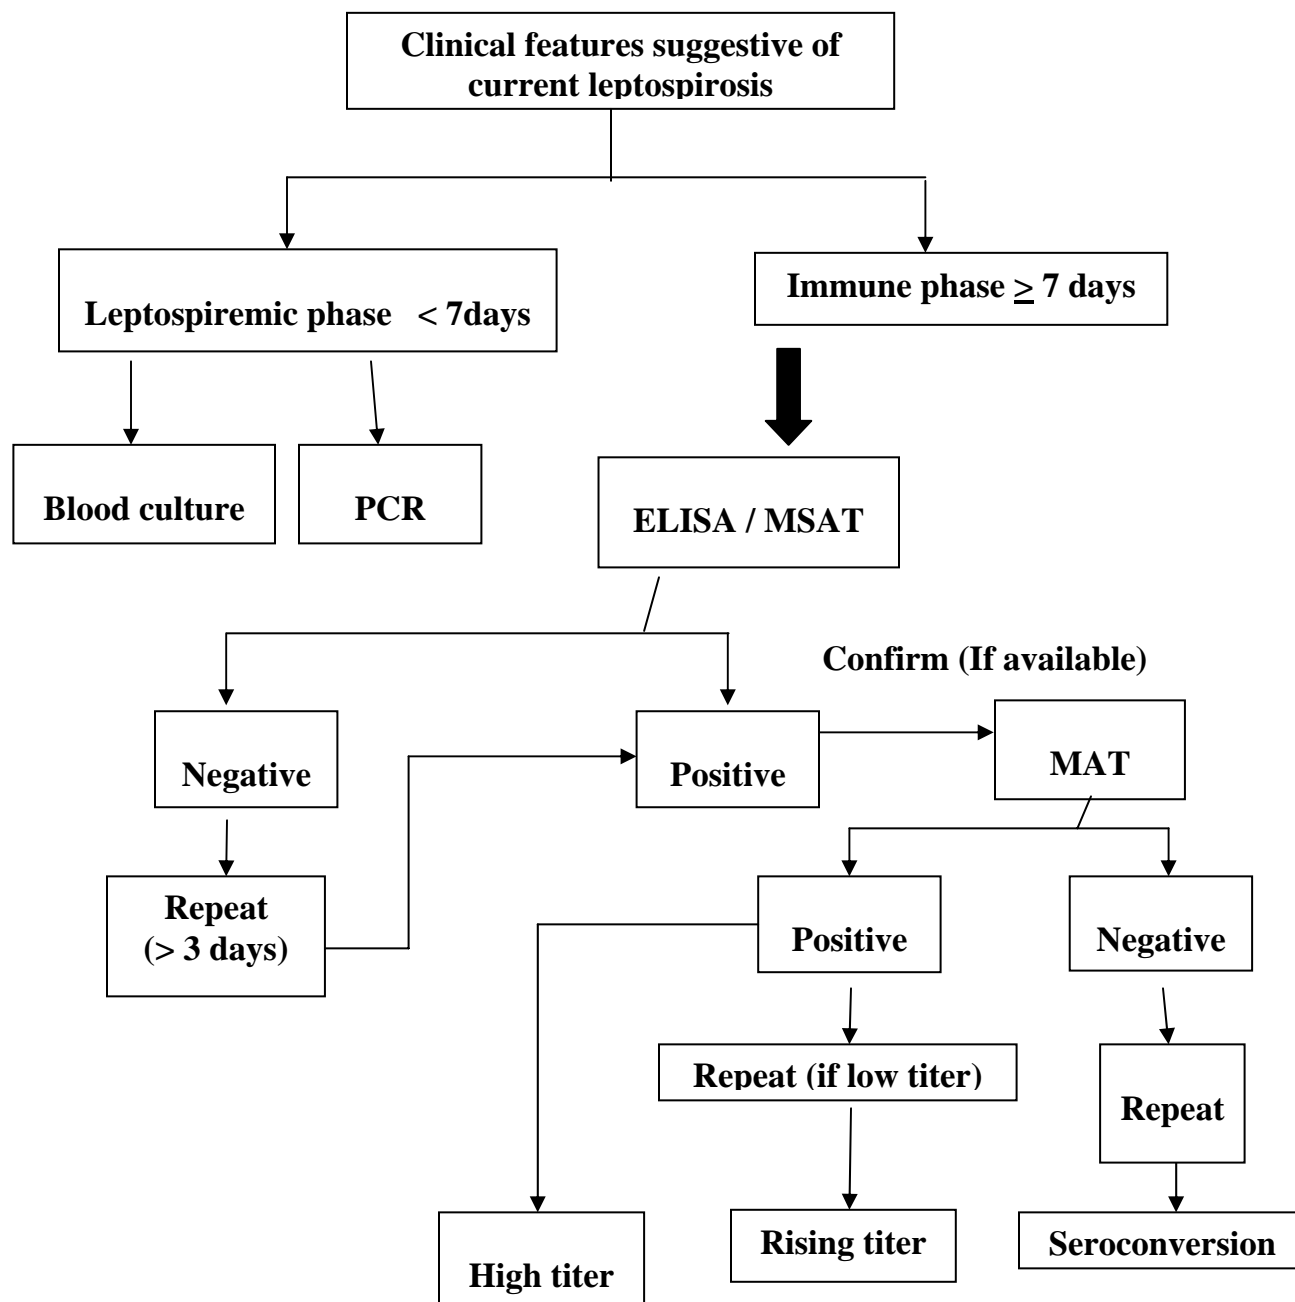 Clinical features suggestive of
current leptospirosis
Leptospiremic phase < 7days
Immune phase ≥ 7 days
Blood culture
PCR
ELISA / MSAT
Confirm (If available)
Negative
Positive
MAT
Repeat
(> 3 days)
Positive
Negative
Repeat (if low titer)
Repeat
High titer
Rising titer
Seroconversion